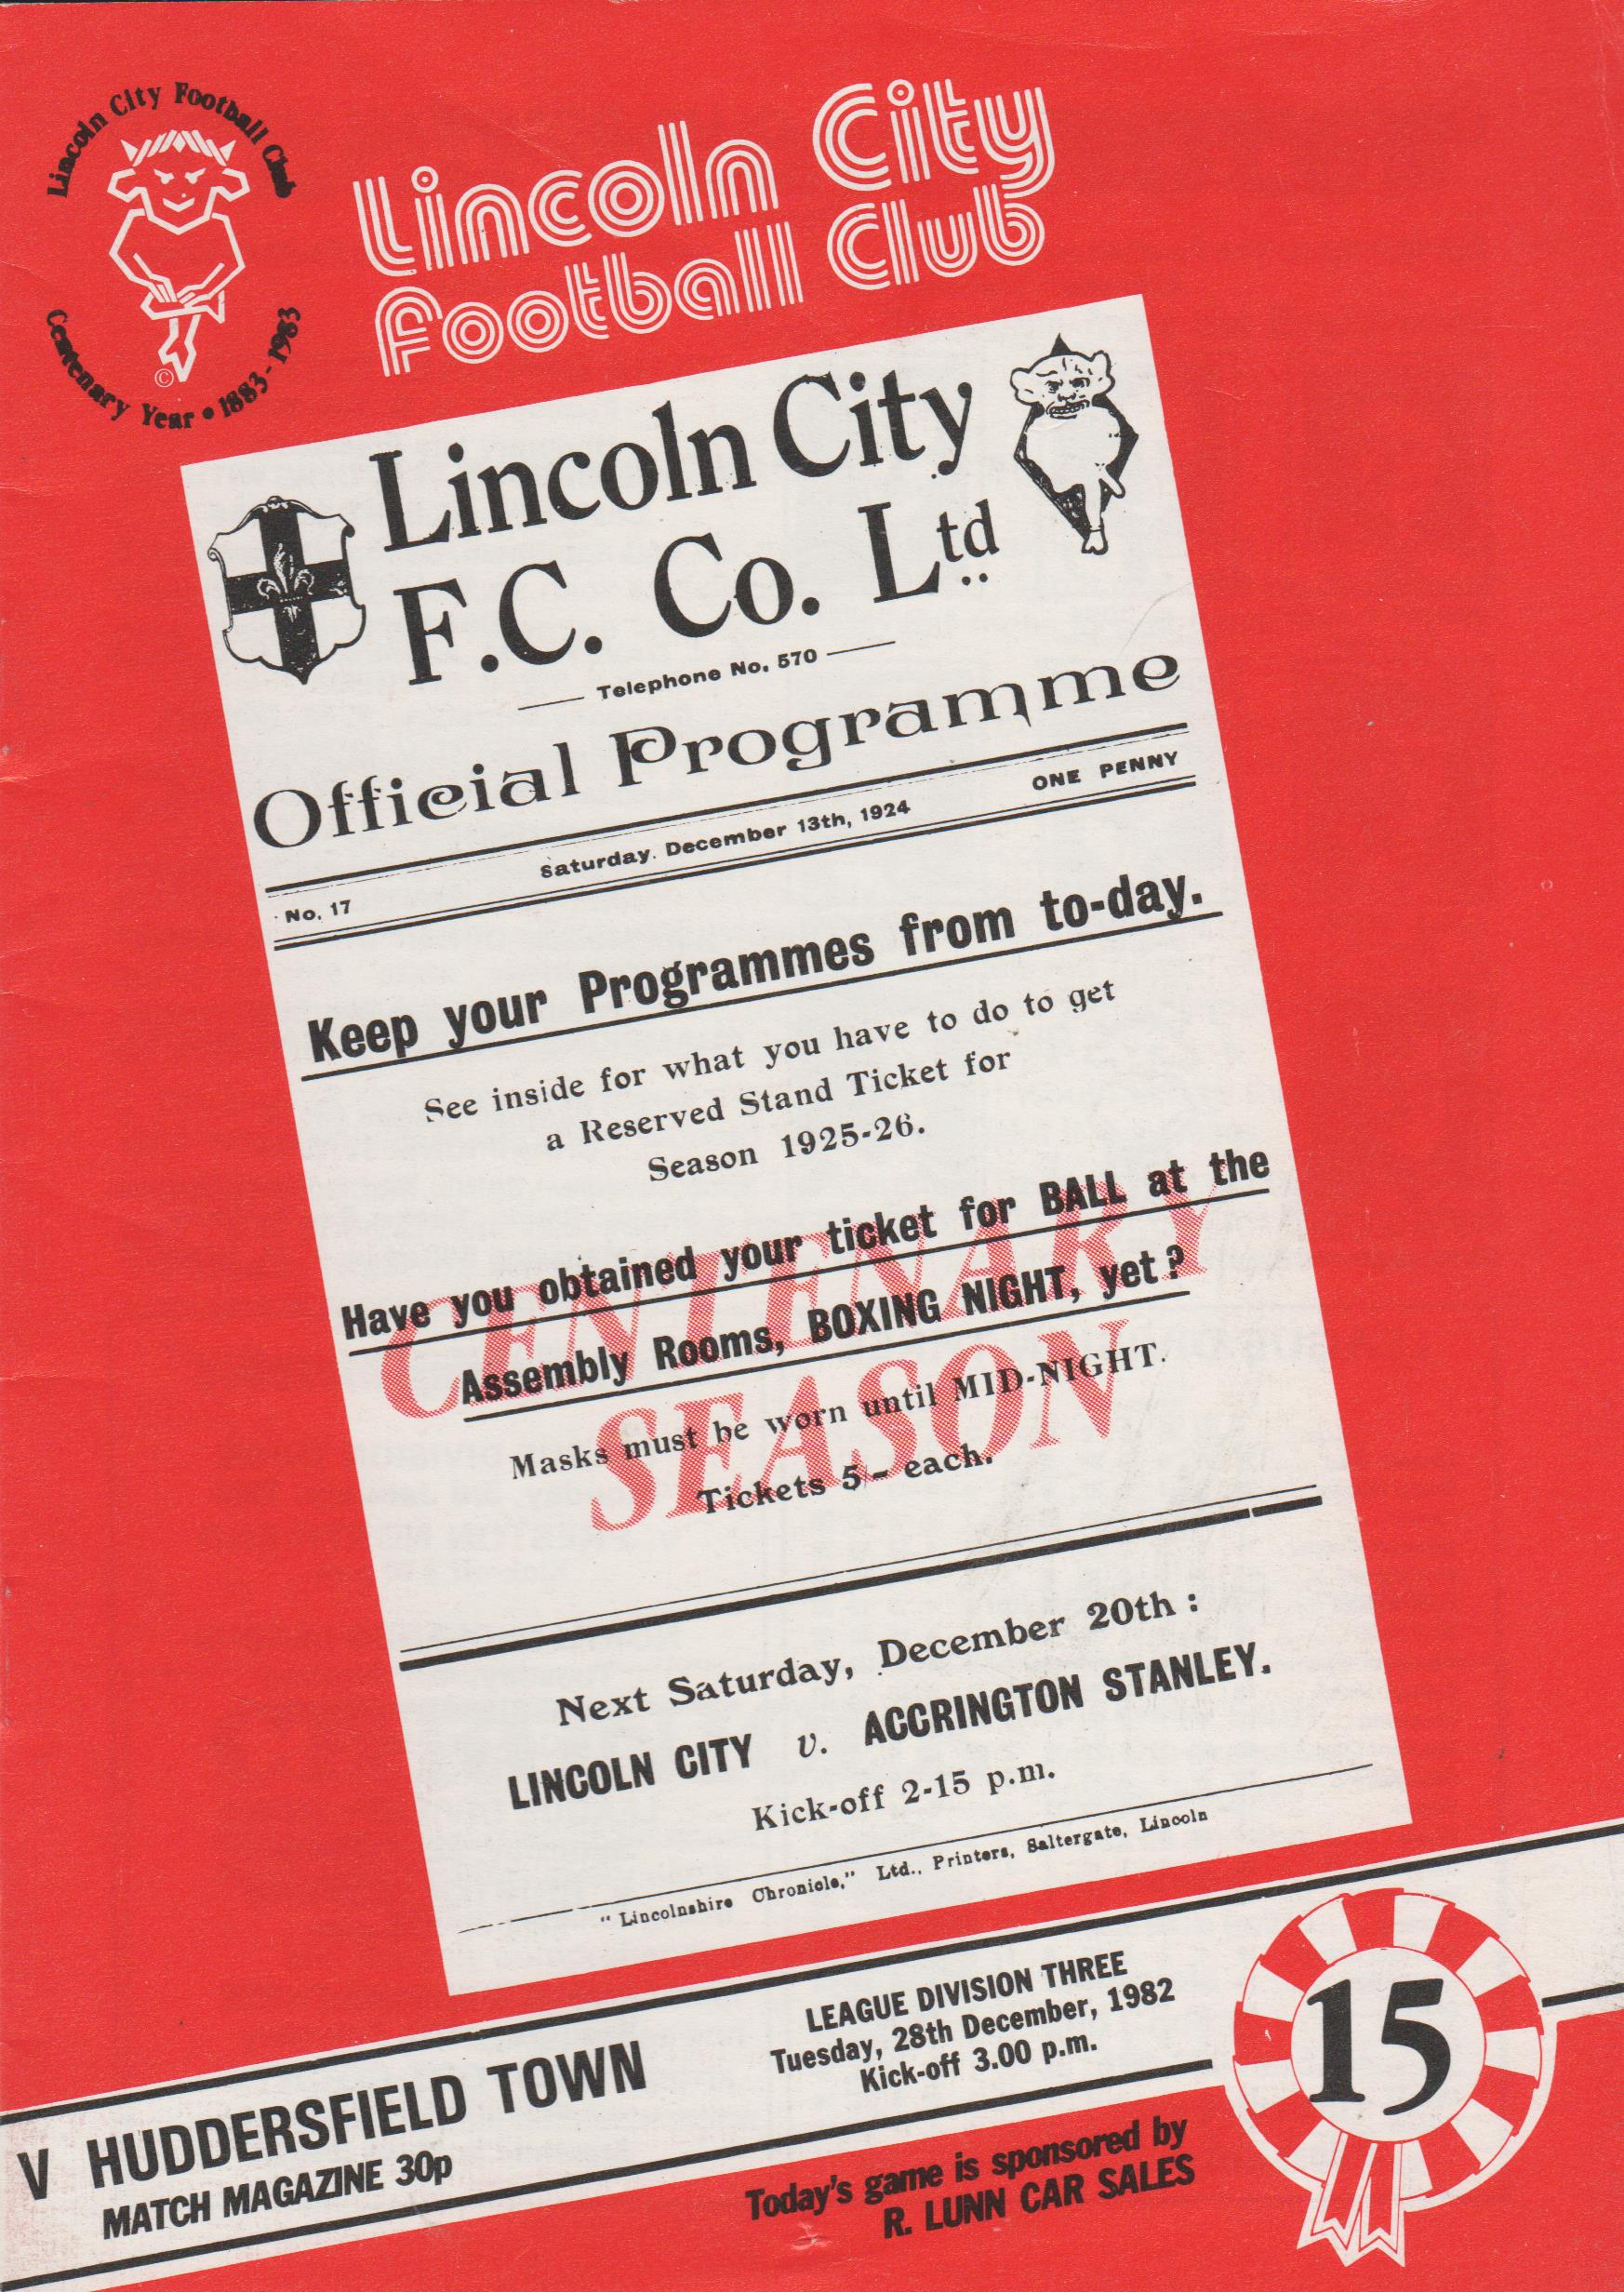 Lincoln City Football Club
Centenary Year • 1883-1983
©
Lincoln City
Football Club
Lincoln City
F.C. Co. Ltd
Telephone No, 570
Official Programme
No, 17 Saturday, December 13th, 1924 ONE PENNY
Keep your Programmes from to-day.
See inside for what you have to do to get
a Reserved Stand Ticket for
Season 1925-26.
CENTENARY
SEASON
Have you obtained your ticket for BALL at the
Assembly Rooms, BOXING NIGHT, yet?
Masks must be worn until MID-NIGHT.
Tickets 5/- each.
Next Saturday, December 20th:
LINCOLN CITY v. ACCRINGTON STANLEY.
Kick-off 2-15 p.m.
"Lincolnshire Chronicle," Ltd., Printers, Saltergate, Lincoln
V HUDDERSFIELD TOWN
MATCH MAGAZINE 30p
LEAGUE DIVISION THREE
Tuesday, 28th December, 1982
Kick-off 3.00 p.m.
15
Today's game is sponsored by
R. LUNN CAR SALES